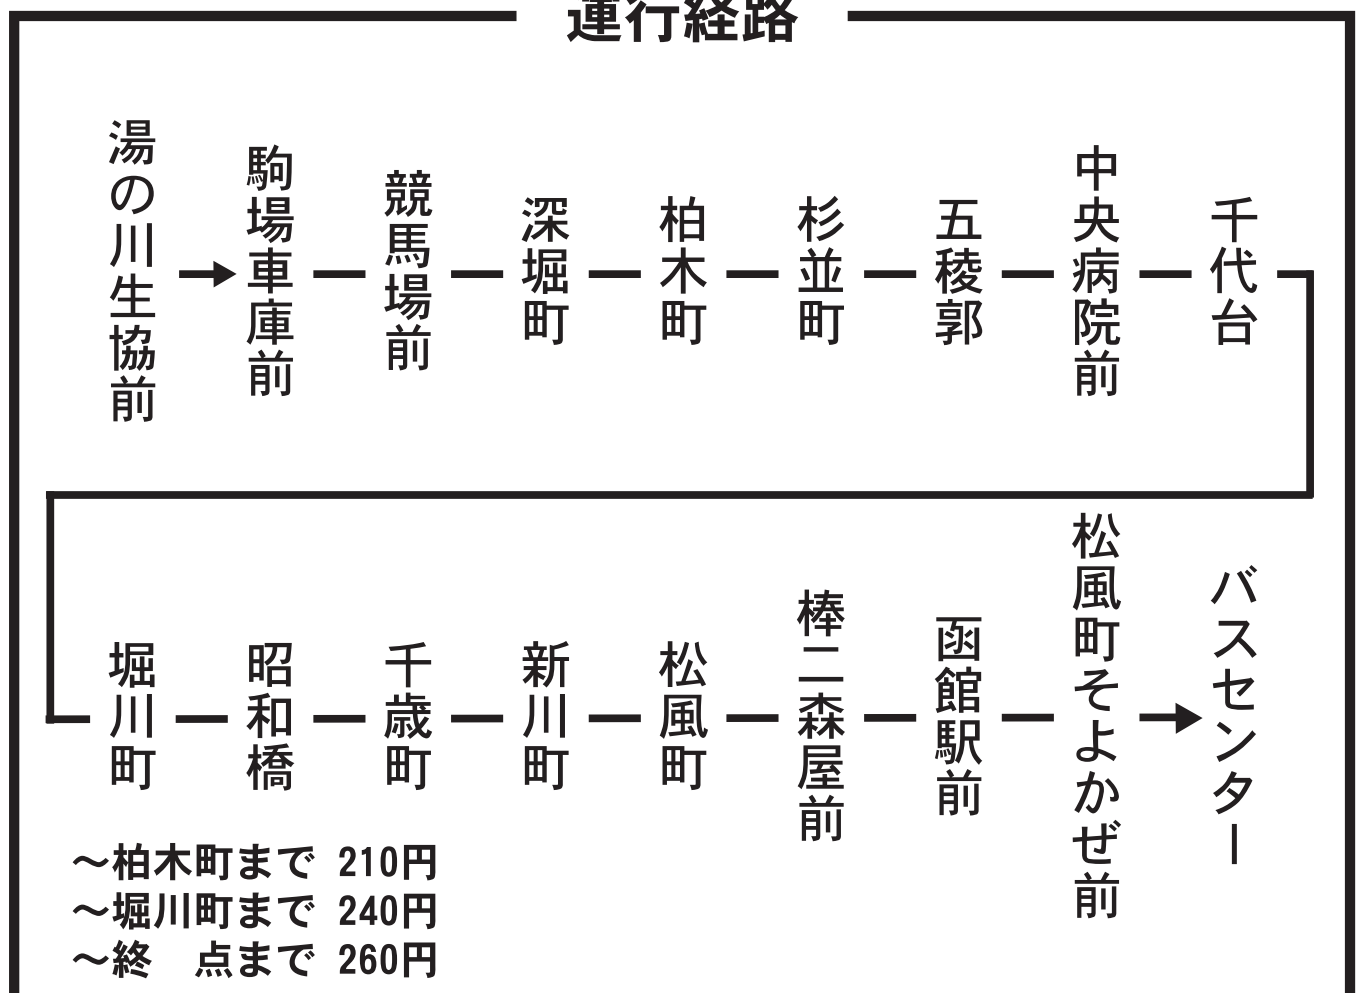 運行経路
湯の川生協前
駒場車庫前
競馬場前
深堀町
柏木町
杉並町
五稜郭
中央病院前
千代台
堀川町
昭和橋
千歳町
新川町
松風町
棒二森屋前
函館駅前
松風町そよかぜ前
バスセンター
～柏木町まで 210円
～堀川町まで 240円
～終　点まで 260円